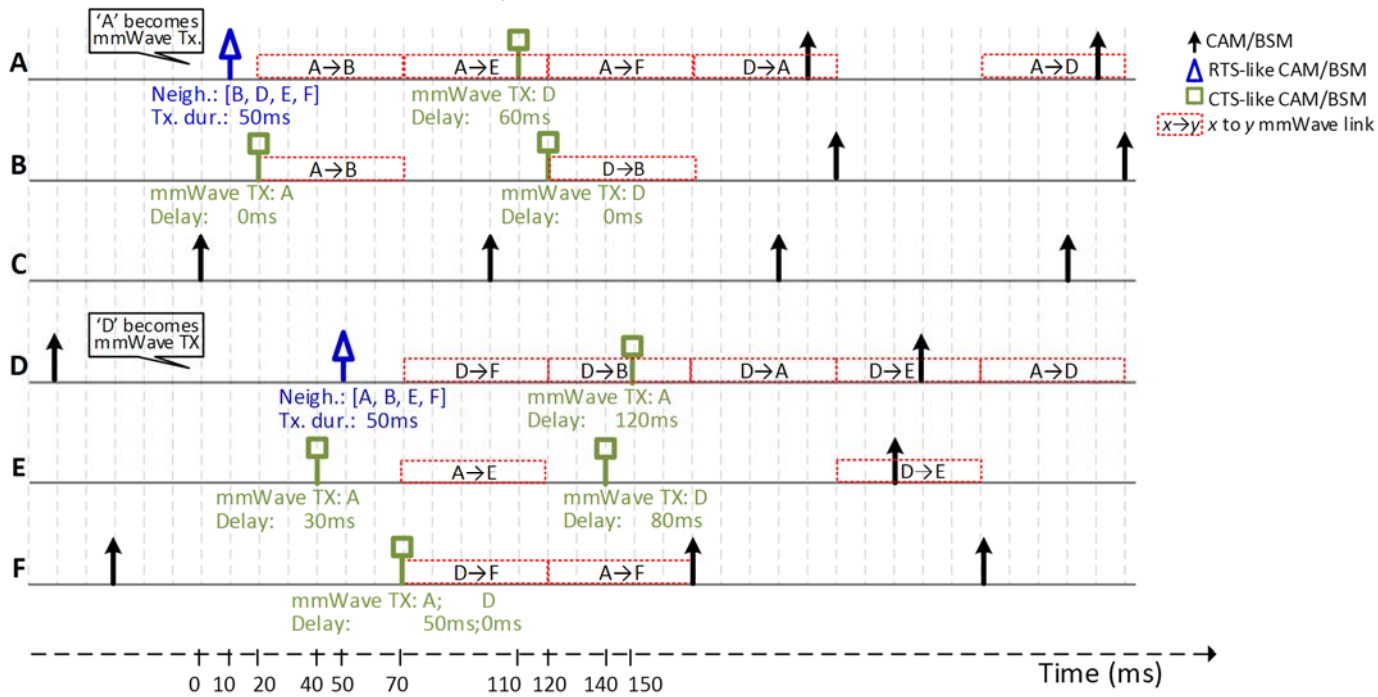 'A' becomes
mmWave Tx.
CAM/BSM
RTS-like CAM/BSM
CTS-like CAM/BSM
x→y x to y mmWave link
A
A→B
A→E
A→F
D→A
A→D
Neigh.: [B, D, E, F]
Tx. dur.: 50ms
mmWave TX: D
Delay: 60ms
B
A→B
D→B
mmWave TX: A
Delay: 0ms
mmWave TX: D
Delay: 0ms
C
'D' becomes
mmWave TX
D
D→F
D→B
D→A
D→E
A→D
Neigh.: [A, B, E, F]
Tx. dur.: 50ms
mmWave TX: A
Delay: 120ms
E
A→E
D→E
mmWave TX: A
Delay: 30ms
mmWave TX: D
Delay: 80ms
F
D→F
A→F
mmWave TX: A; D
Delay: 50ms;0ms
Time (ms)
0 10 20 40 50 70 110 120 140 150